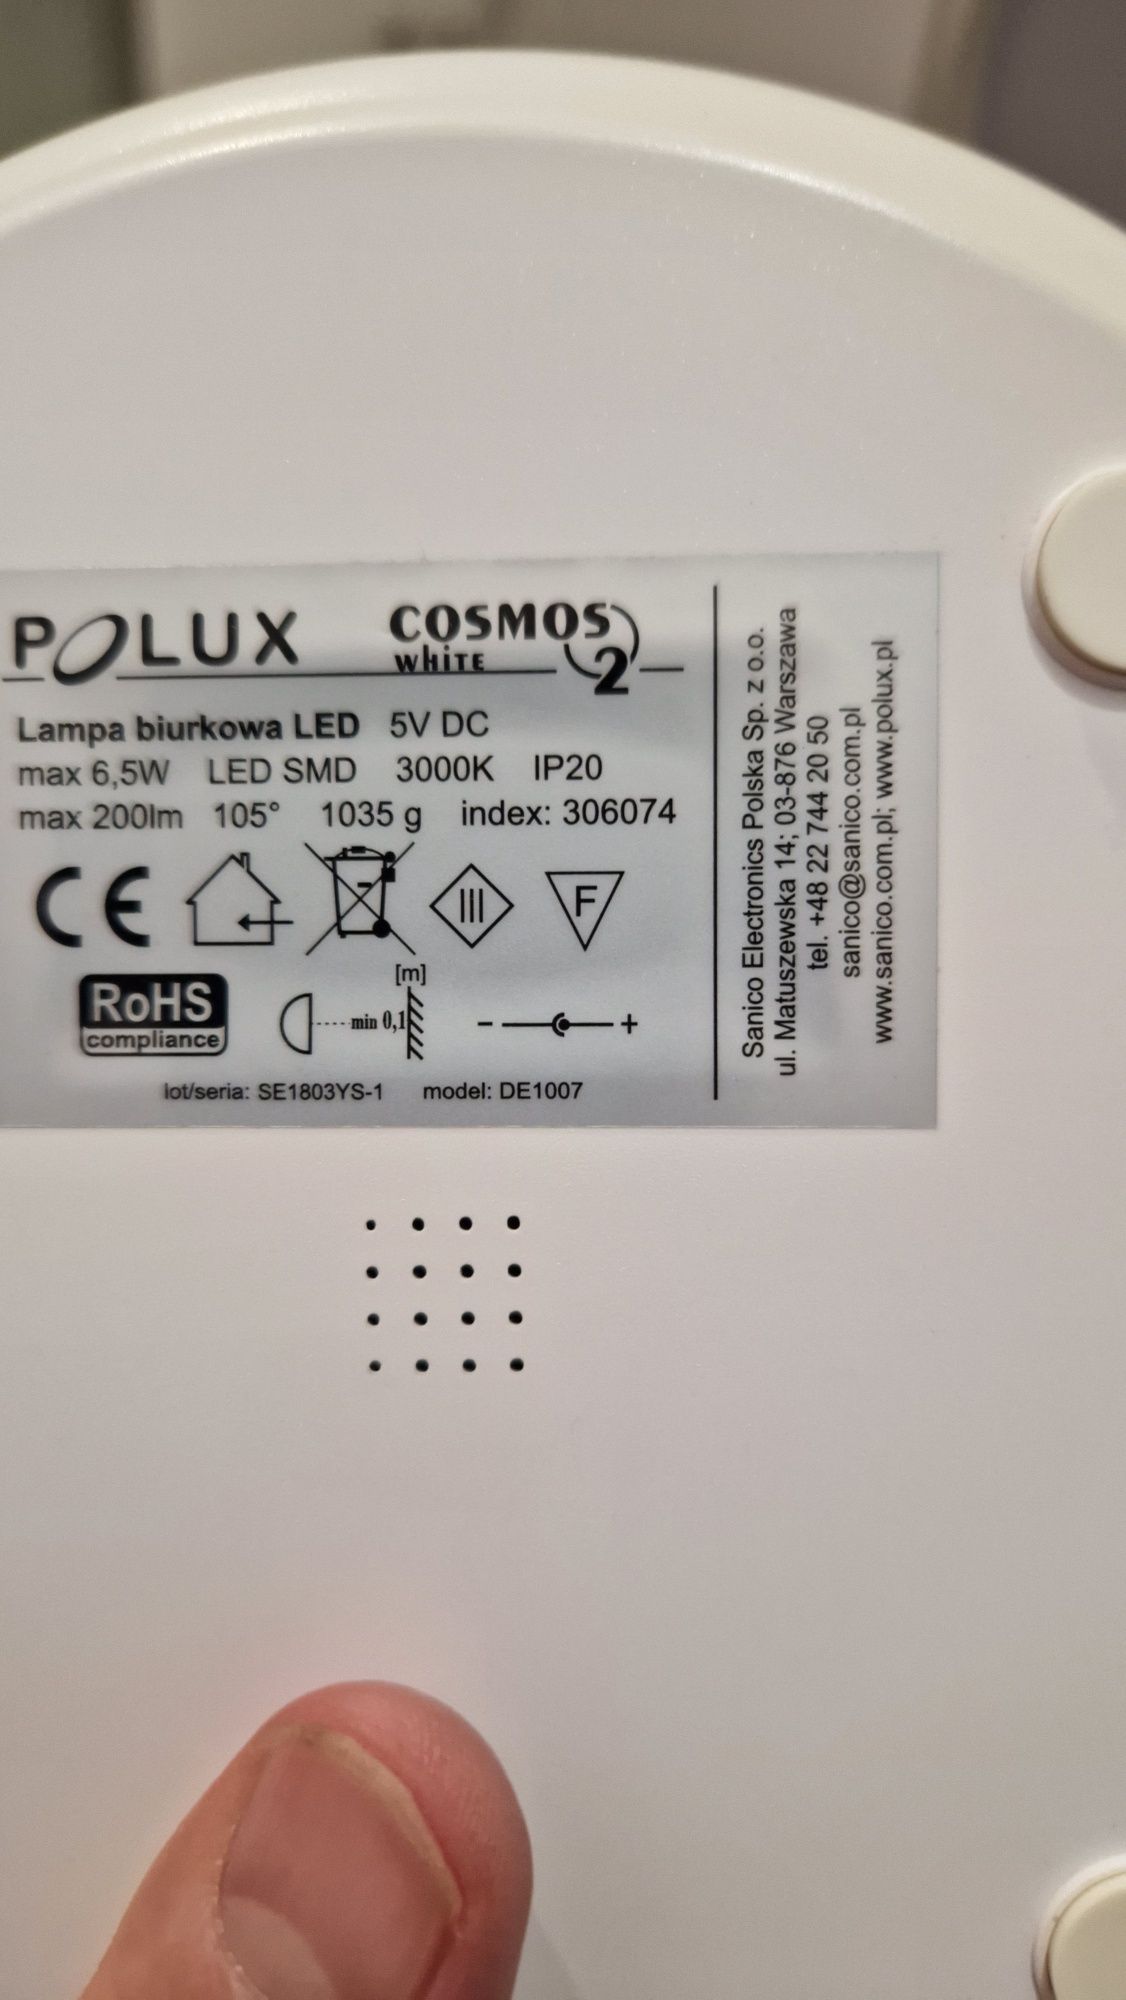 POLUX COSMOS 2
WHITE
Lampa biurkowa LED 5V DC
max 6,5W LED SMD 3000K IP20
max 200lm 105° 1035 g index: 306074
CE III F
RoHS
compliance
[m]
min 0,1
- +
lot/seria: SE1803YS-1 model: DE1007
Sanico Electronics Polska Sp. z o.o.
ul. Matuszewska 14; 03-876 Warszawa
tel. +48 22 744 20 50
sanico@sanico.com.pl
www.sanico.com.pl; www.polux.pl